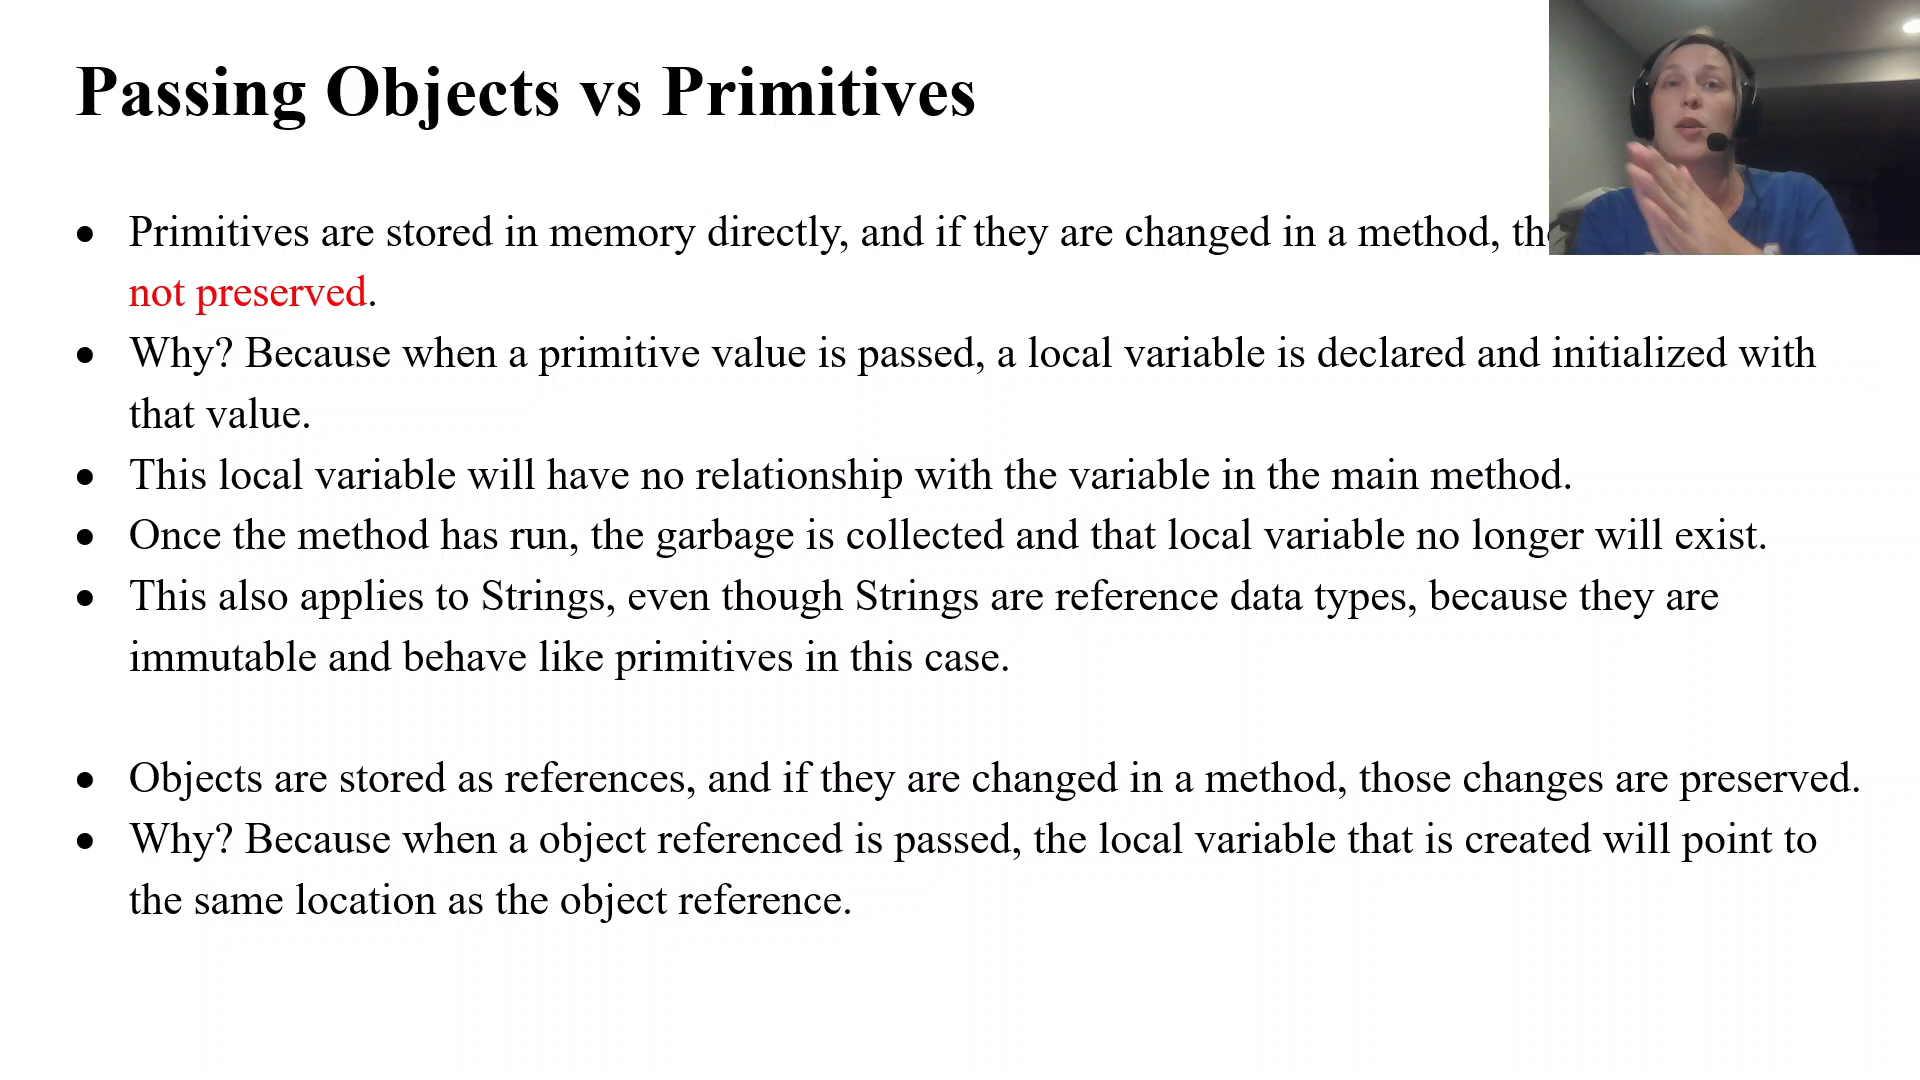 Passing Objects vs Primitives
• Primitives are stored in memory directly, and if they are changed in a method,
not preserved.
• Why? Because when a primitive value is passed, a local variable is declared and initialized with
that value.
• This local variable will have no relationship with the variable in the main method.
• Once the method has run, the garbage is collected and that local variable no longer will exist.
• This also applies to Strings, even though Strings are reference data types, because they are
immutable and behave like primitives in this case.
• Objects are stored as references, and if they are changed in a method, those changes are preserved.
• Why? Because when a object referenced is passed, the local variable that is created will point to
the same location as the object reference.